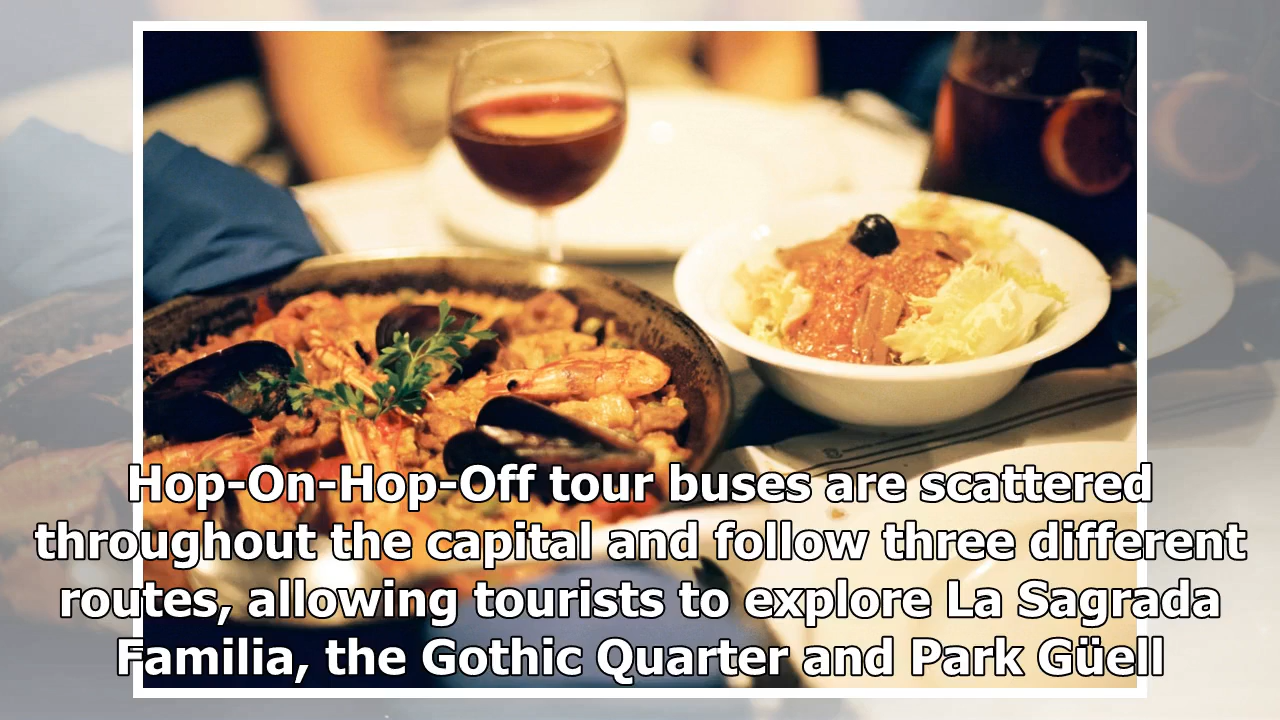 Hop-On-Hop-Off tour buses are scattered
throughout the capital and follow three different
routes, allowing tourists to explore La Sagrada
Familia, the Gothic Quarter and Park Güell